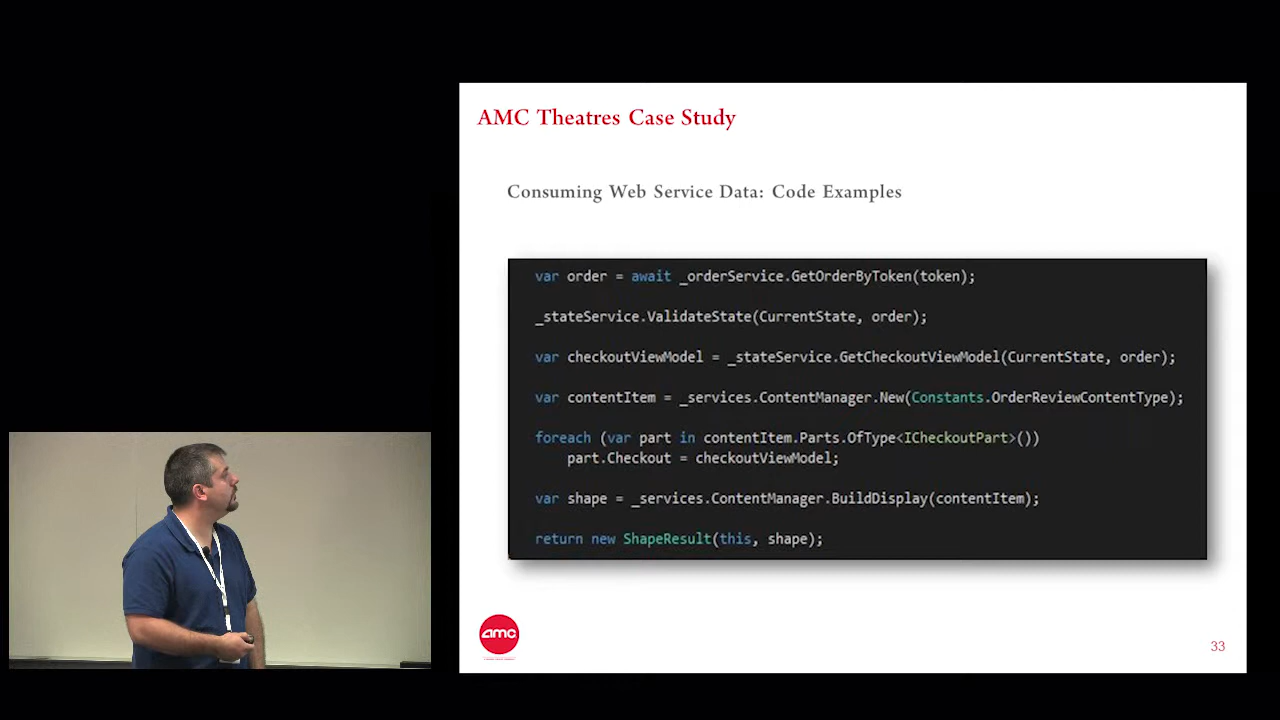 AMC Theatres Case Study
Consuming Web Service Data: Code Examples
var order = await _orderService.GetOrderByToken(token);
_stateService.ValidateState(CurrentState, order);
var checkoutViewModel = _stateService.GetCheckoutViewModel(CurrentState, order);
var contentItem = _services.ContentManager.New(Constants.OrderReviewContentType);
foreach (var part in contentItem.Parts.OfType<ICheckoutPart>())
part.Checkout = checkoutViewModel;
var shape = _services.ContentManager.BuildDisplay(contentItem);
return new ShapeResult(this, shape);
amc
33